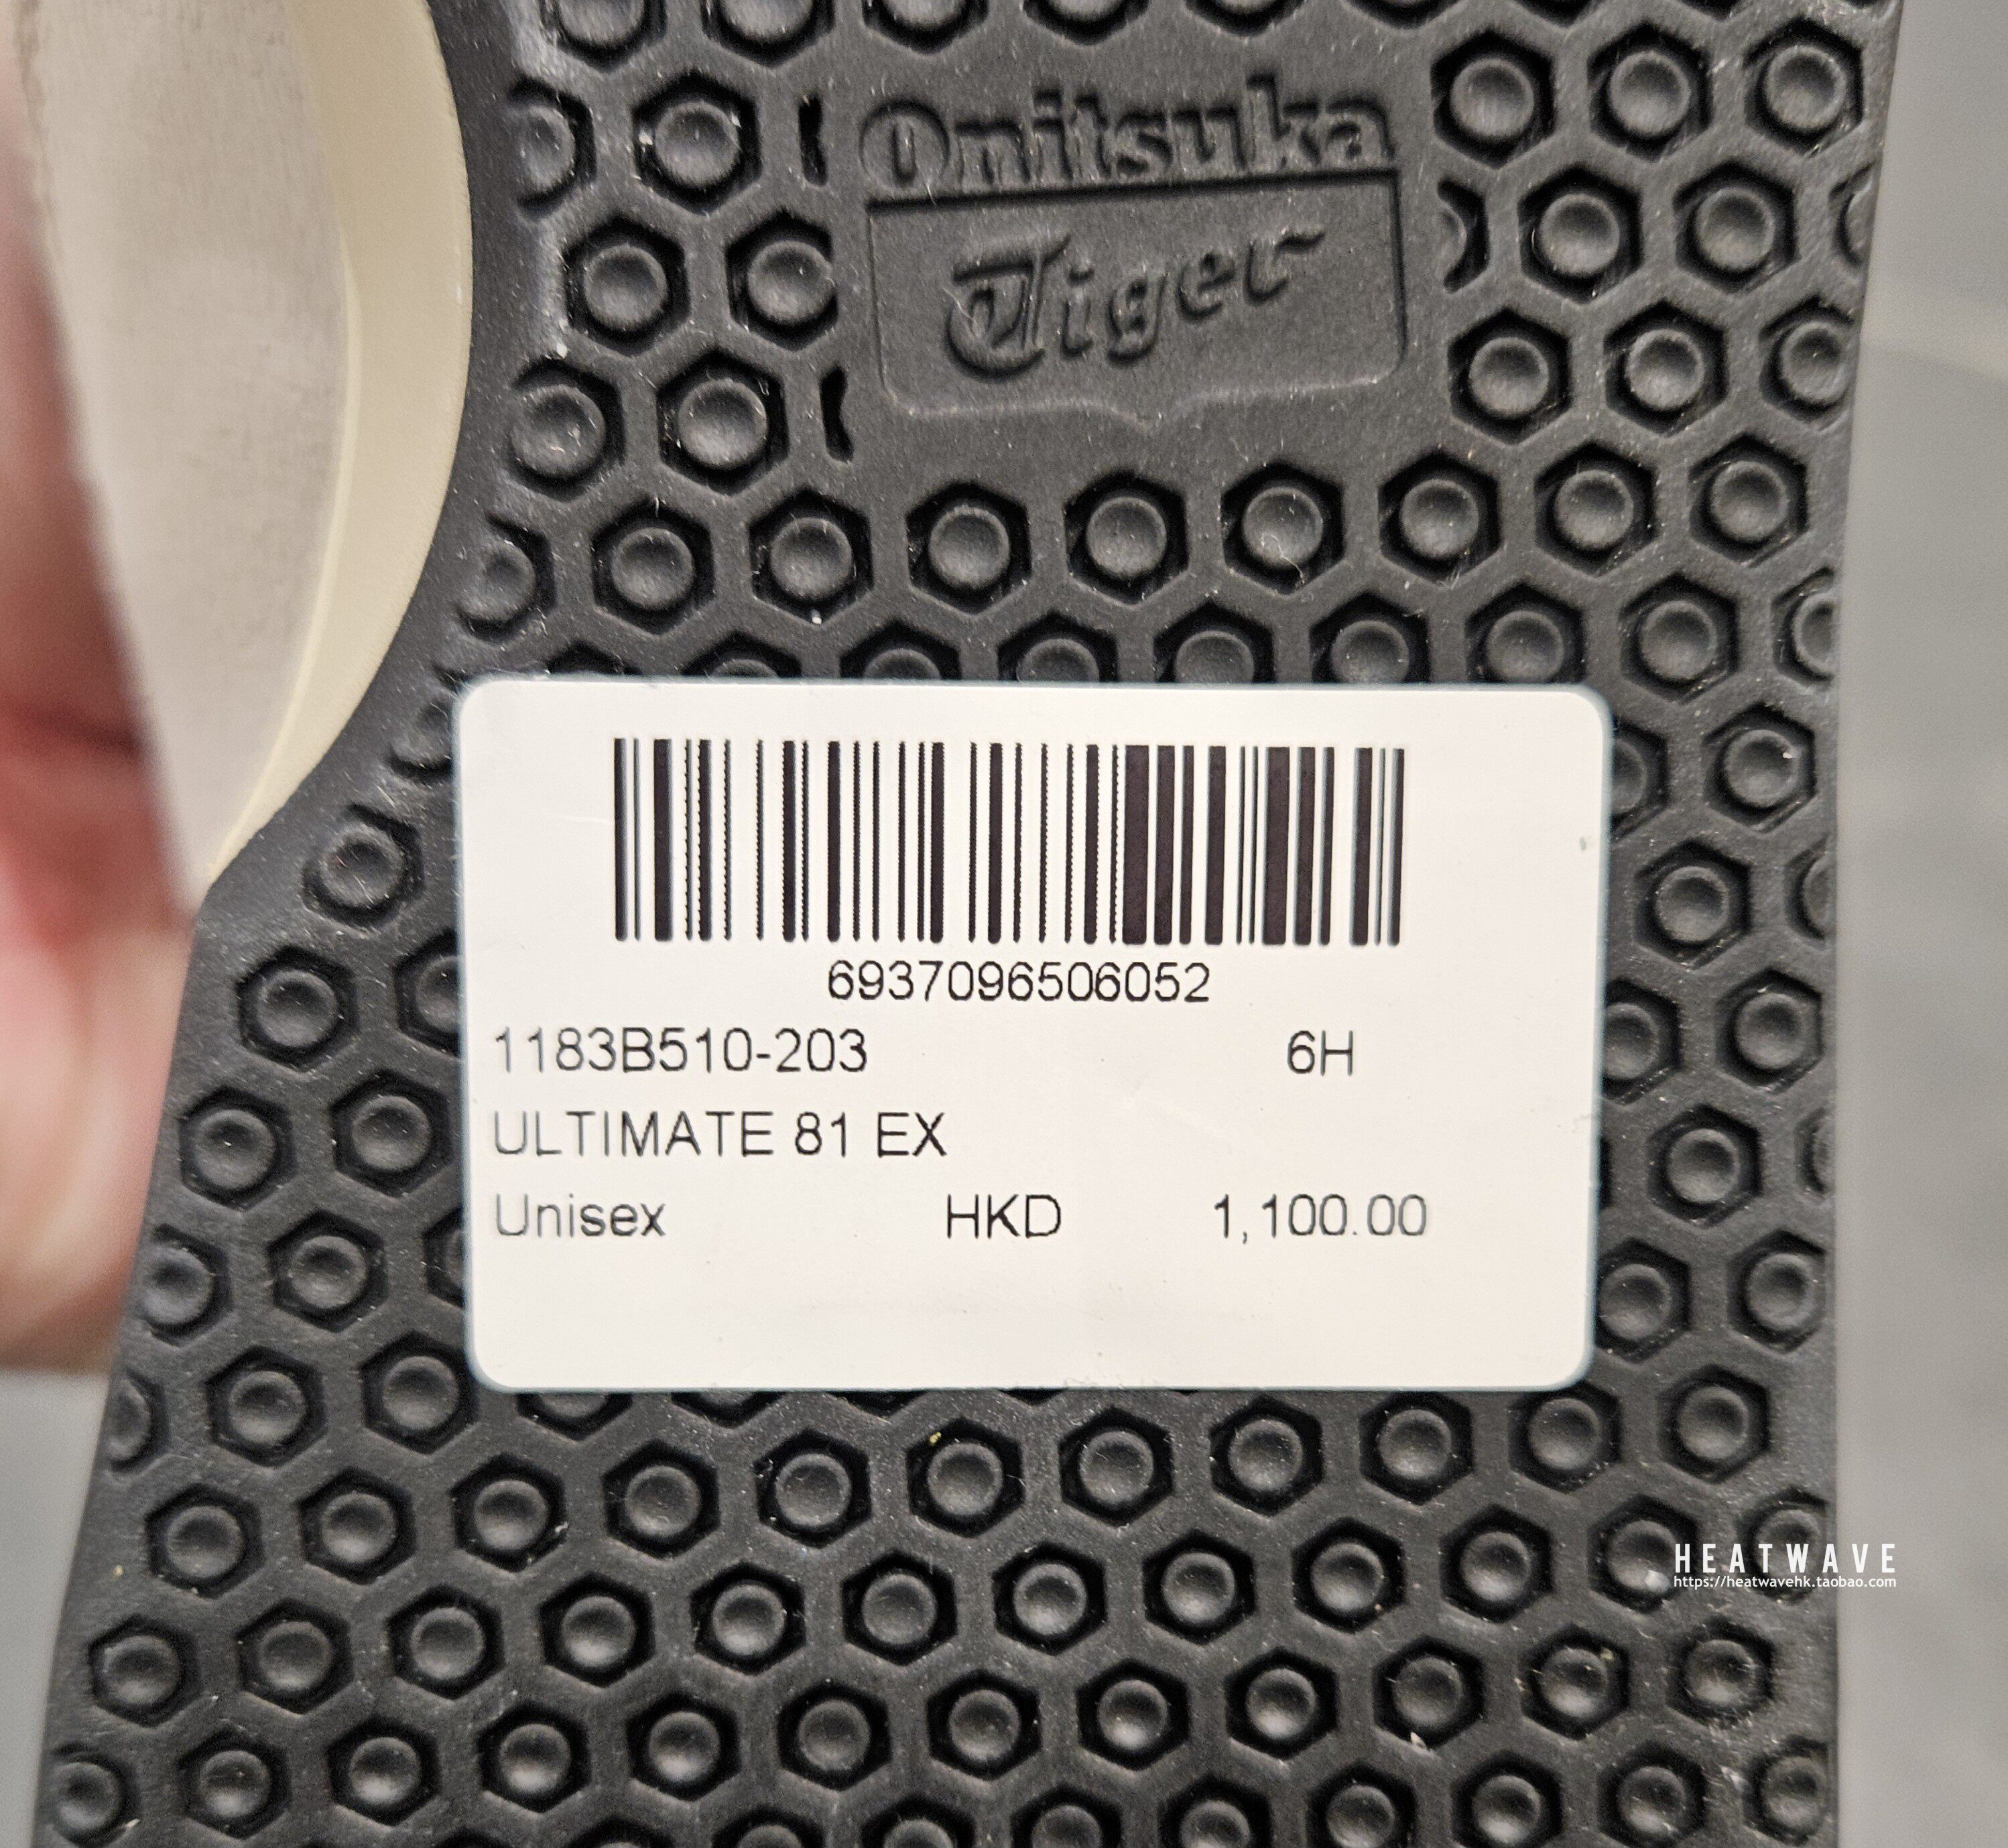 Onitsuka
Tiger
6937096506052
1183B510-203 6H
ULTIMATE 81 EX
Unisex HKD 1,100.00
HEATWAVE
https://heatwavehk.taobao.com